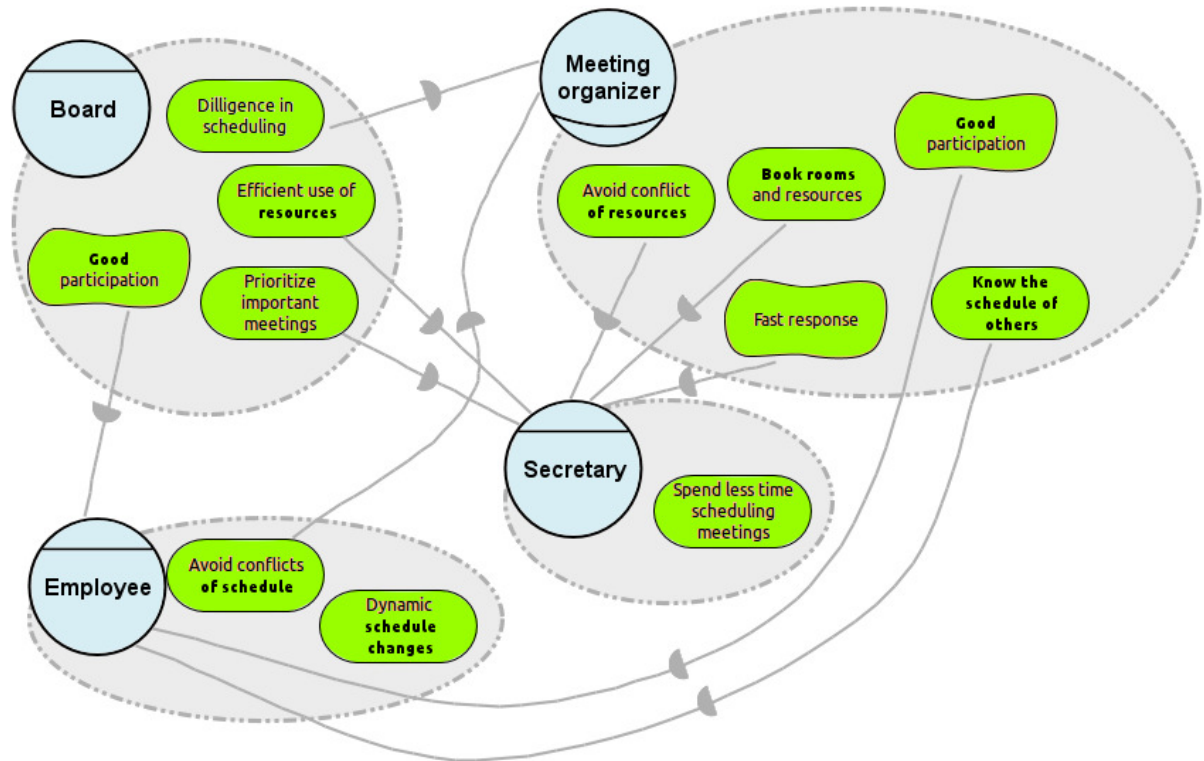 Board
Dilligence in
scheduling
Efficient use of
resources
Good
participation
Prioritize
important
meetings
Meeting
organizer
Avoid conflict
of resources
Book rooms
and resources
Good
participation
Fast response
Know the
schedule of
others
Secretary
Spend less time
scheduling
meetings
Employee
Avoid conflicts
of schedule
Dynamic
schedule
changes